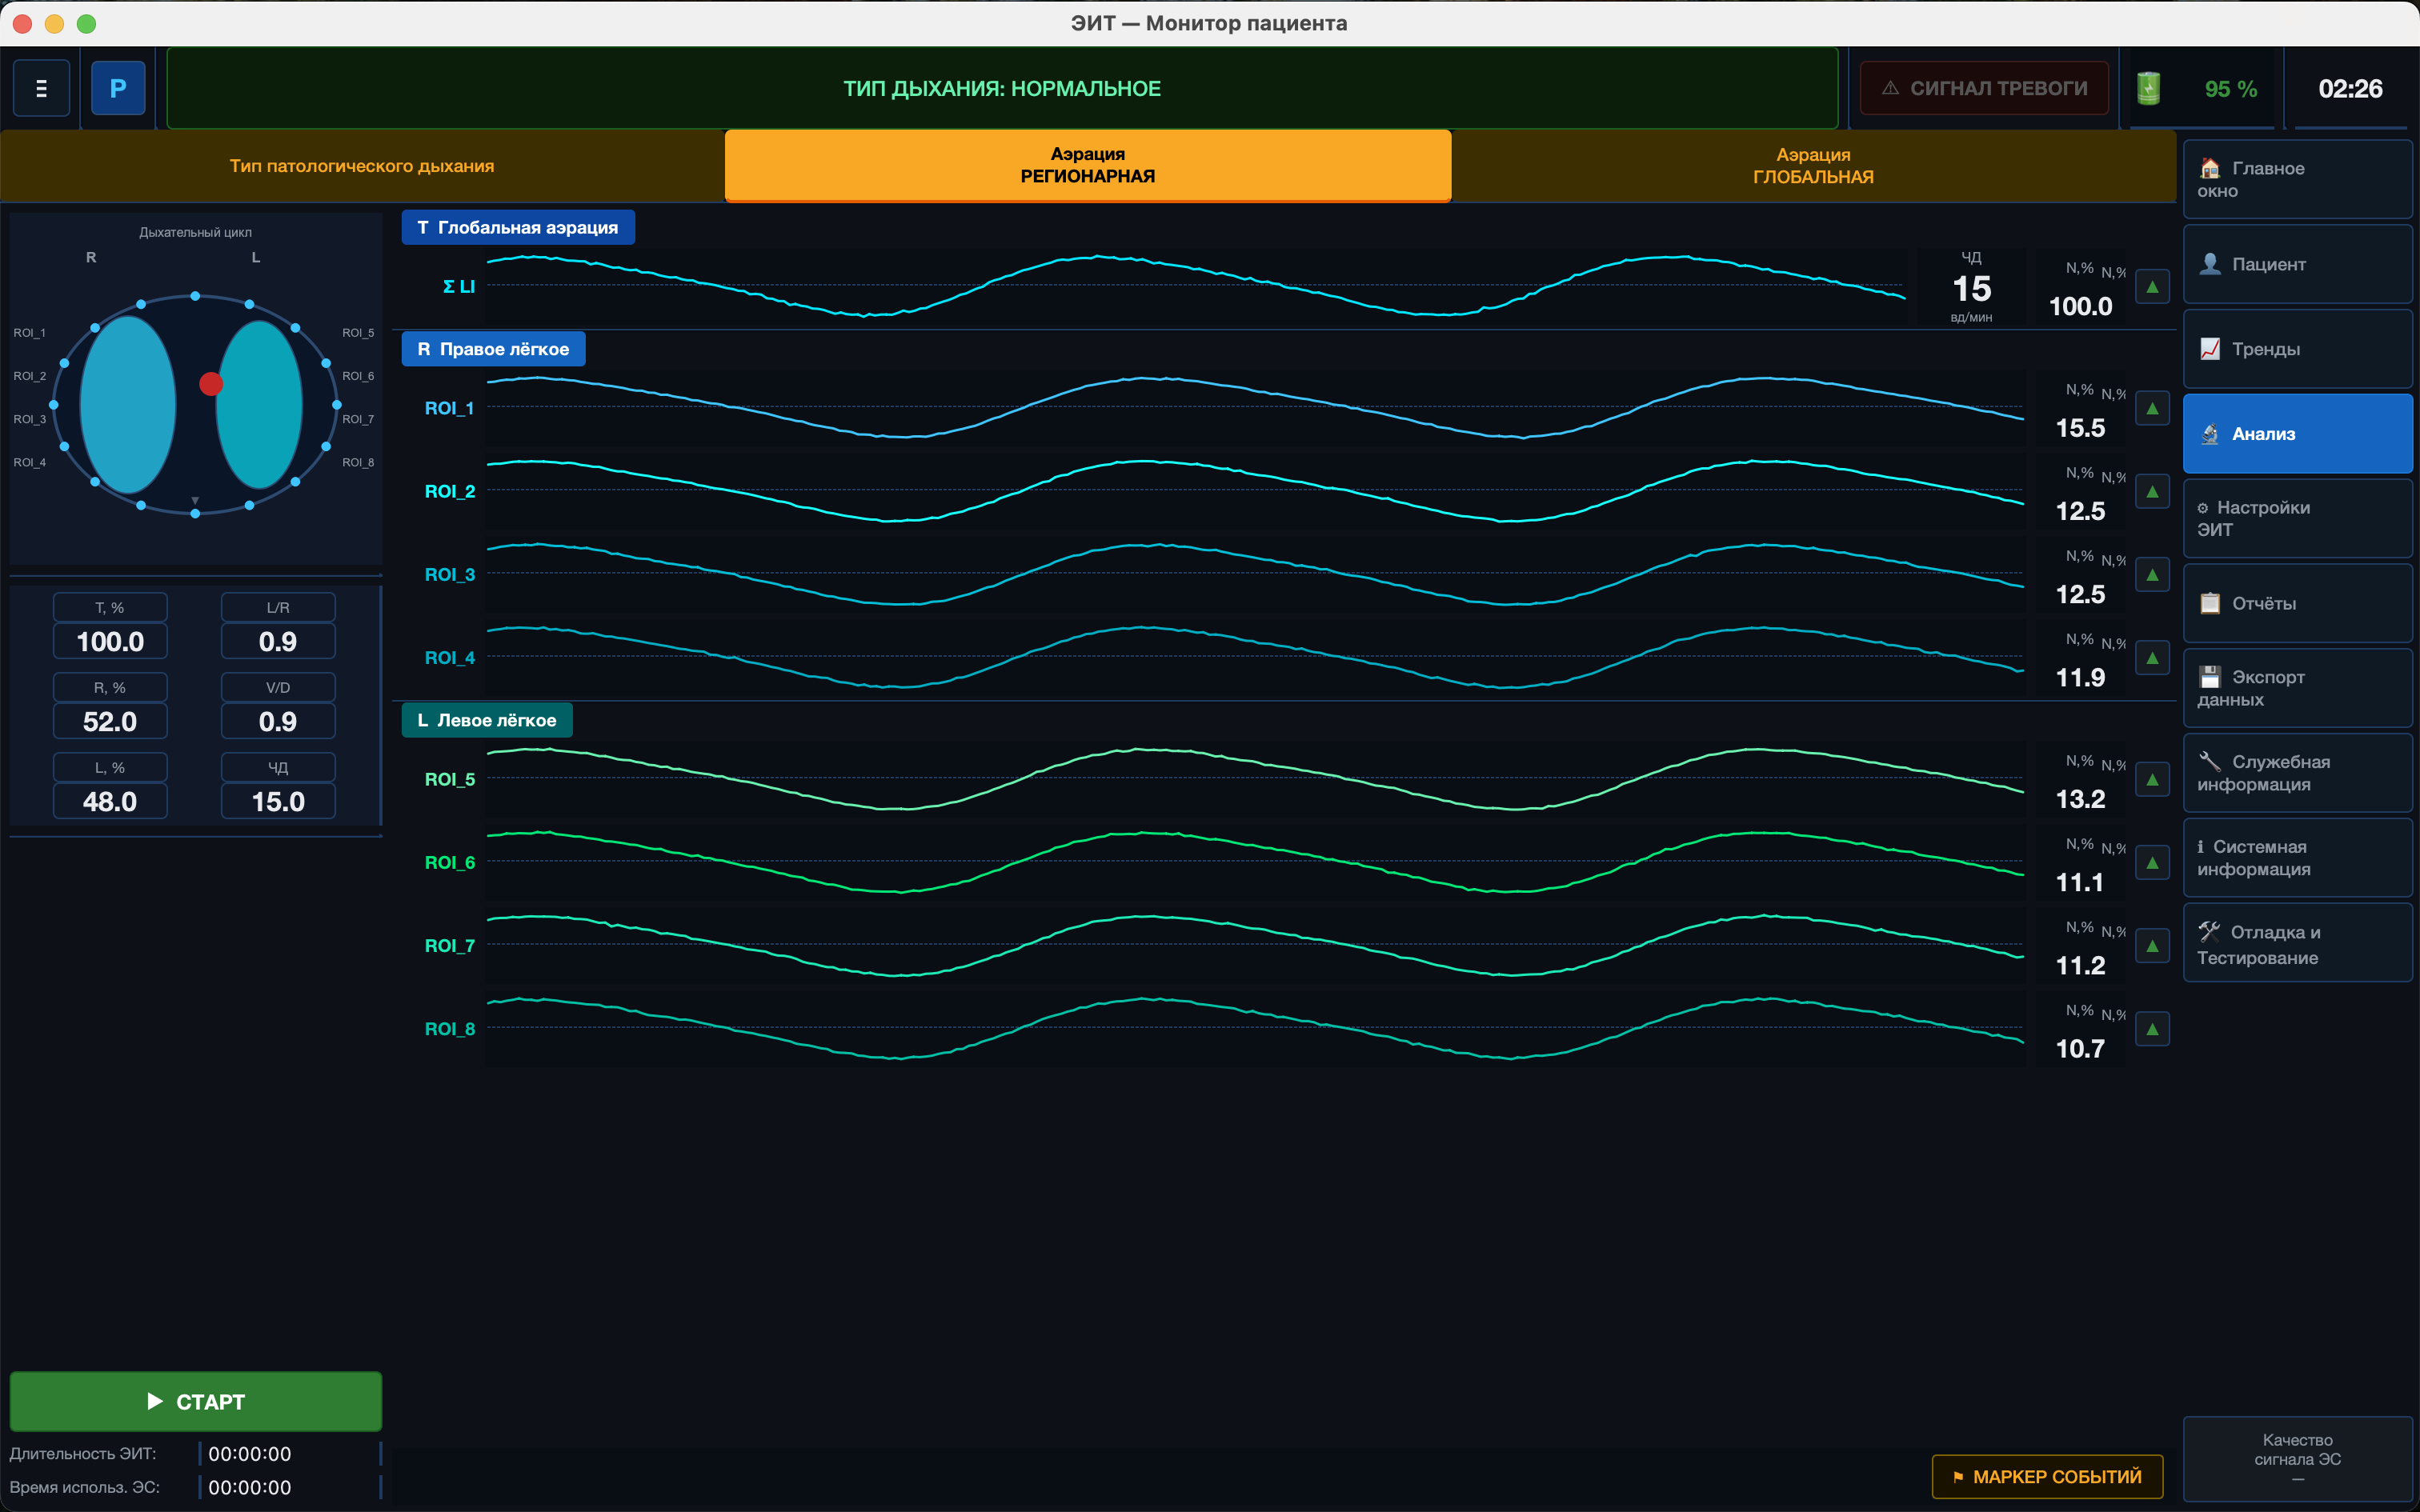 ЭИТ — Монитор пациента
P
ТИП ДЫХАНИЯ: НОРМАЛЬНОЕ
⚠ СИГНАЛ ТРЕВОГИ
95 %
02:26
Тип патологического дыхания
Аэрация
РЕГИОНАРНАЯ
Аэрация
ГЛОБАЛЬНАЯ
Дыхательный цикл
R
L
ROI_1
ROI_2
ROI_3
ROI_4
ROI_5
ROI_6
ROI_7
ROI_8
T, %
100.0
L/R
0.9
R, %
52.0
V/D
0.9
L, %
48.0
ЧД
15.0
▶ СТАРТ
Длительность ЭИТ: 00:00:00
Время использ. ЭС: 00:00:00
T Глобальная аэрация
Σ LI
ЧД
15
вд/мин
N,% N,%
100.0
R Правое лёгкое
ROI_1
N,% N,%
15.5
ROI_2
N,% N,%
12.5
ROI_3
N,% N,%
12.5
ROI_4
N,% N,%
11.9
L Левое лёгкое
ROI_5
N,% N,%
13.2
ROI_6
N,% N,%
11.1
ROI_7
N,% N,%
11.2
ROI_8
N,% N,%
10.7
⚑ МАРКЕР СОБЫТИЙ
Главное
окно
Пациент
Тренды
Анализ
Настройки
ЭИТ
Отчёты
Экспорт
данных
Служебная
информация
ℹ Системная
информация
Отладка и
Тестирование
Качество
сигнала ЭС
—